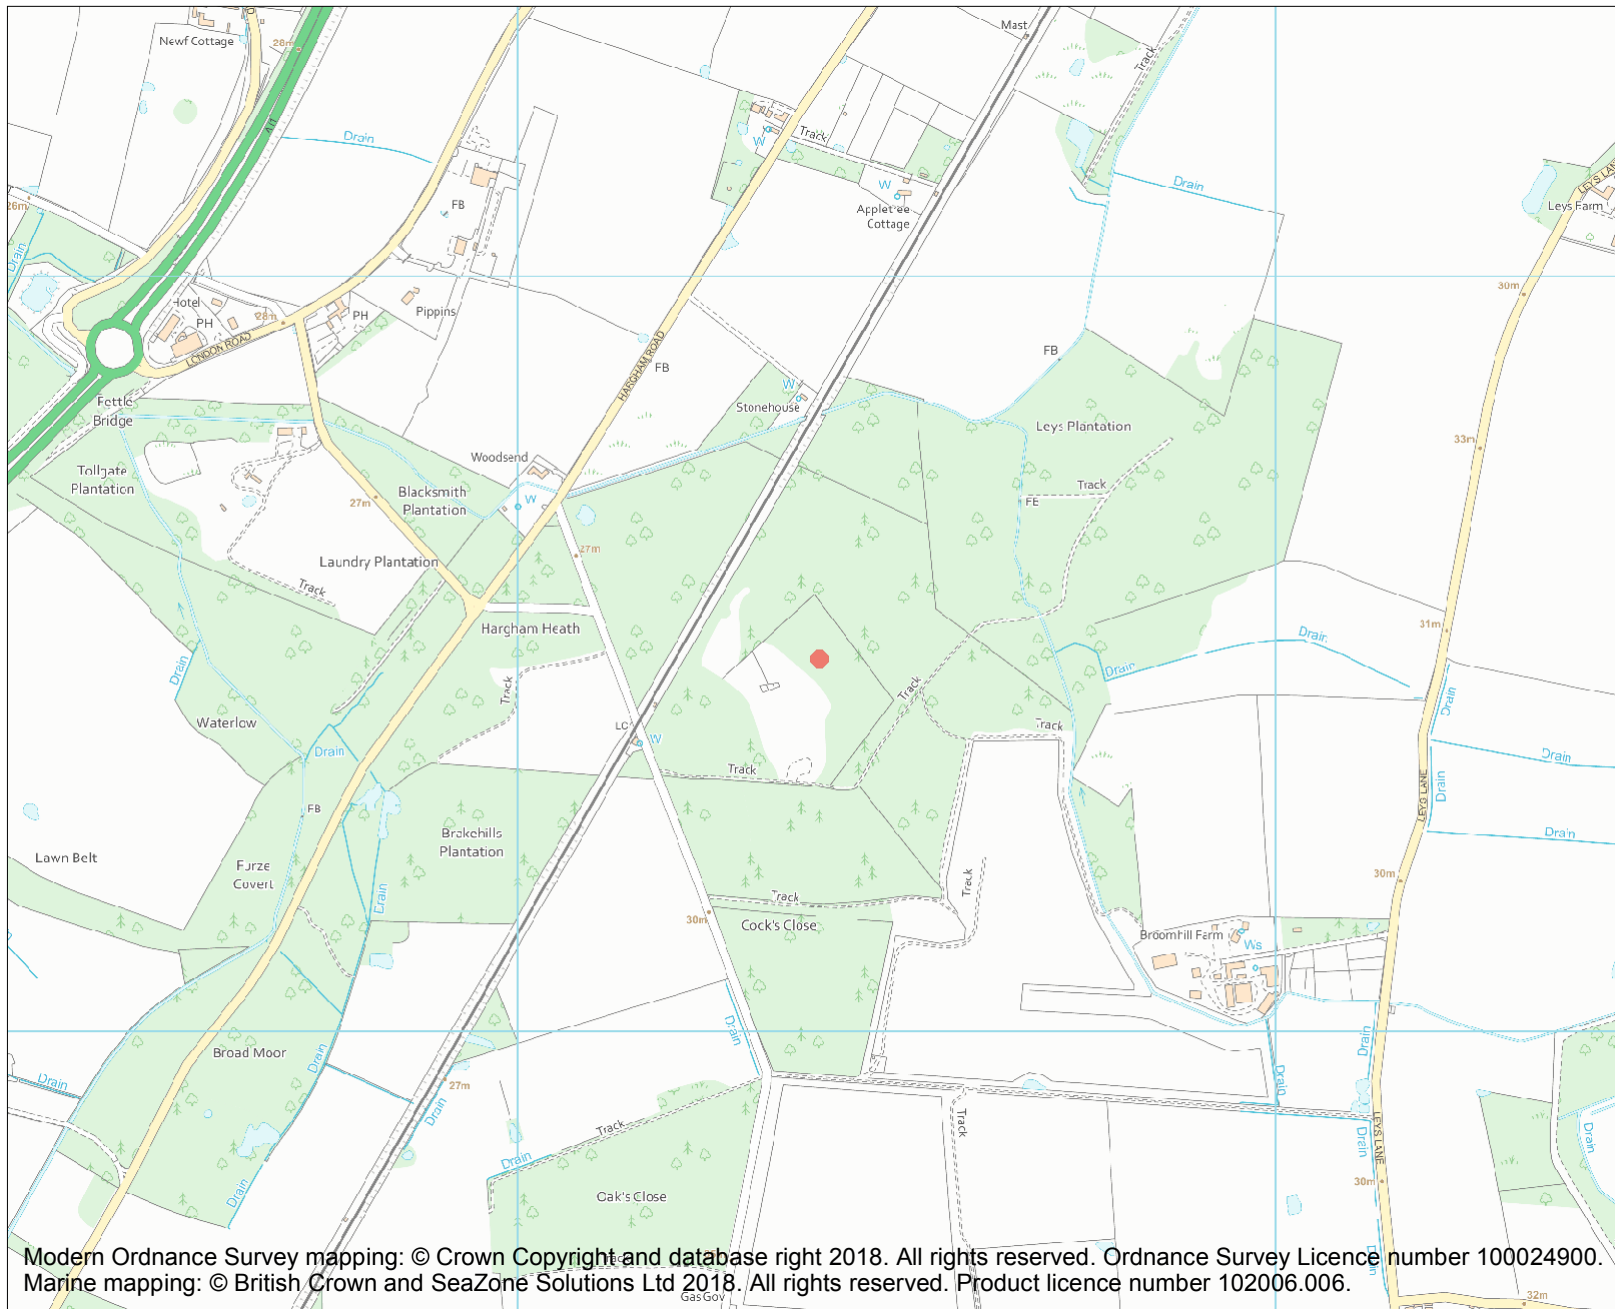 Mast
Newf Cottage
28m
Track
A11
Drain
Track
W
Drain
LEYS LANE
W
26m
FB
Appletree
Cottage
Leys Farm
Drain
30m
Hotel
PH
28m
PH
Pippins
LONDON ROAD
HARGHAM ROAD
FB
FB
W
Stonehouse
Fettle
Bridge
Leys Plantation
33m
Woodsend
Tollgate
Plantation
Blacksmith
Plantation
27m
W
Track
FE
27m
Laundry Plantation
Track
Hargham Heath
31m
Drain
Drain
Drain
Track
Track
Drain
Waterlow
LC
W
Track
Drain
Drain
Track
Drain
LEYS LANE
FB
Brakehills
Plantation
Drain
Lawn Belt
Furze
Covert
30m
Track
Drain
Track
30m
Cock's Close
Broomhill Farm
Ws
Drain
Drain
Broad Moor
Drain
Drain
27m
Drain
Drain
Track
Track
LEYS LANE
Drain
Drain
Drain
Drain
Oak's Close
30m
Track
Drain
Modern Ordnance Survey mapping: © Crown Copyright and database right 2018. All rights reserved. Ordnance Survey Licence number 100024900.
Marine mapping: © British Crown and SeaZone Solutions Ltd 2018. All rights reserved. Product licence number 102006.006.
GasGov
32m